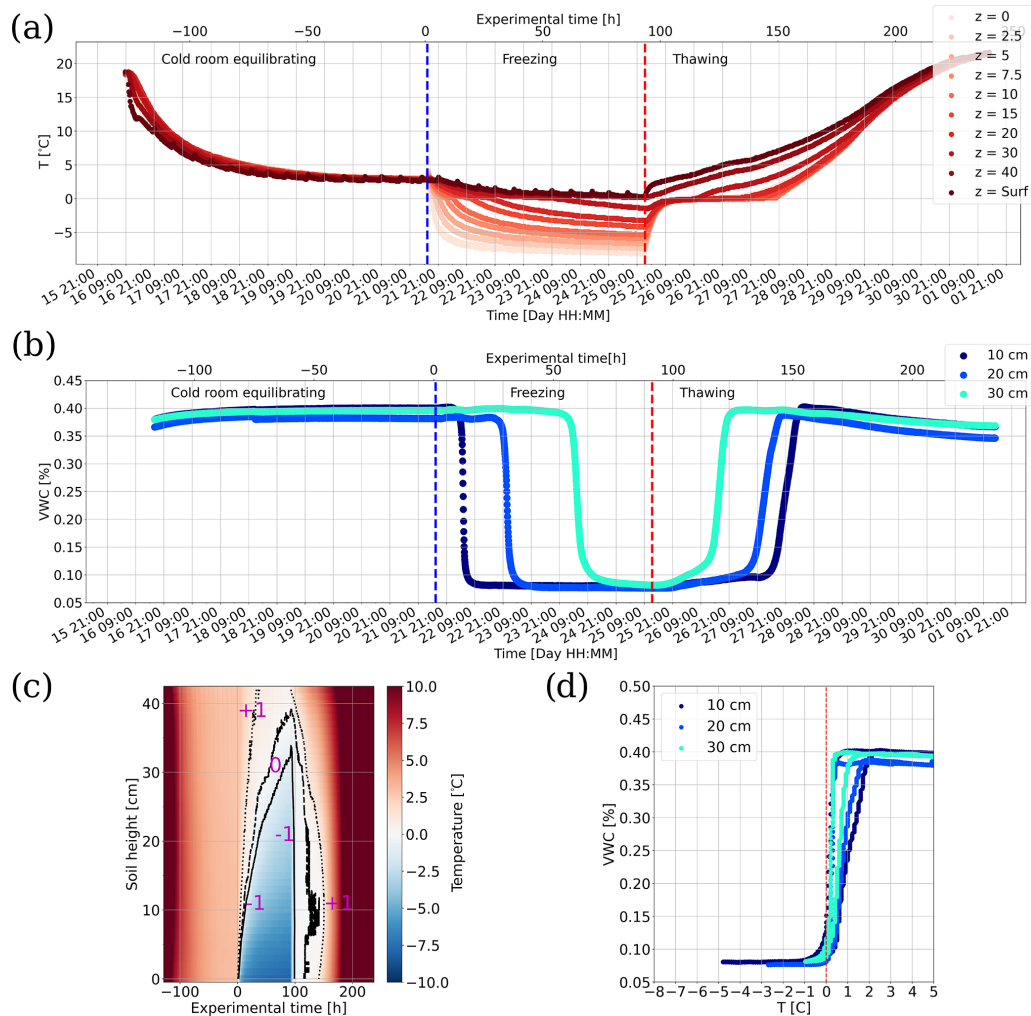 (a)
Experimental time [h]
−100 −50 0 50 100 150 200 250
Cold room equilibrating Freezing Thawing
z = 0
z = 2.5
z = 5
z = 7.5
z = 10
z = 15
z = 20
z = 30
z = 40
z = Surf
T [℃]
20
15
10
5
0
−5
15 21:00 16 09:00 16 21:00 17 09:00 17 21:00 18 09:00 18 21:00 19 09:00 19 21:00 20 09:00 20 21:00 21 09:00 21 21:00 22 09:00 22 21:00 23 09:00 23 21:00 24 09:00 24 21:00 25 09:00 25 21:00 26 09:00 26 21:00 27 09:00 27 21:00 28 09:00 28 21:00 29 09:00 29 21:00 30 09:00 30 21:00 01 09:00 01 21:00
Time [Day HH:MM]
(b)
Experimental time[h]
−100 −50 0 50 100 150 200
Cold room equilibrating Freezing Thawing
10 cm
20 cm
30 cm
VWC [%]
0.45
0.40
0.35
0.30
0.25
0.20
0.15
0.10
0.05
15 21:00 16 09:00 16 21:00 17 09:00 17 21:00 18 09:00 18 21:00 19 09:00 19 21:00 20 09:00 20 21:00 21 09:00 21 21:00 22 09:00 22 21:00 23 09:00 23 21:00 24 09:00 24 21:00 25 09:00 25 21:00 26 09:00 26 21:00 27 09:00 27 21:00 28 09:00 28 21:00 29 09:00 29 21:00 30 09:00 30 21:00 01 09:00 01 21:00
Time [Day HH:MM]
(c)
Soil height [cm]
40
30
20
10
0
+1
0
-1
-1
+1
−100 0 100 200
Experimental time [h]
10.0
7.5
5.0
2.5
0.0
−2.5
−5.0
−7.5
−10.0
Temperature [℃]
(d)
10 cm
20 cm
30 cm
VWC [%]
0.50
0.45
0.40
0.35
0.30
0.25
0.20
0.15
0.10
0.05
−8 −7 −6 −5 −4 −3 −2 −1 0 1 2 3 4 5
T [C]